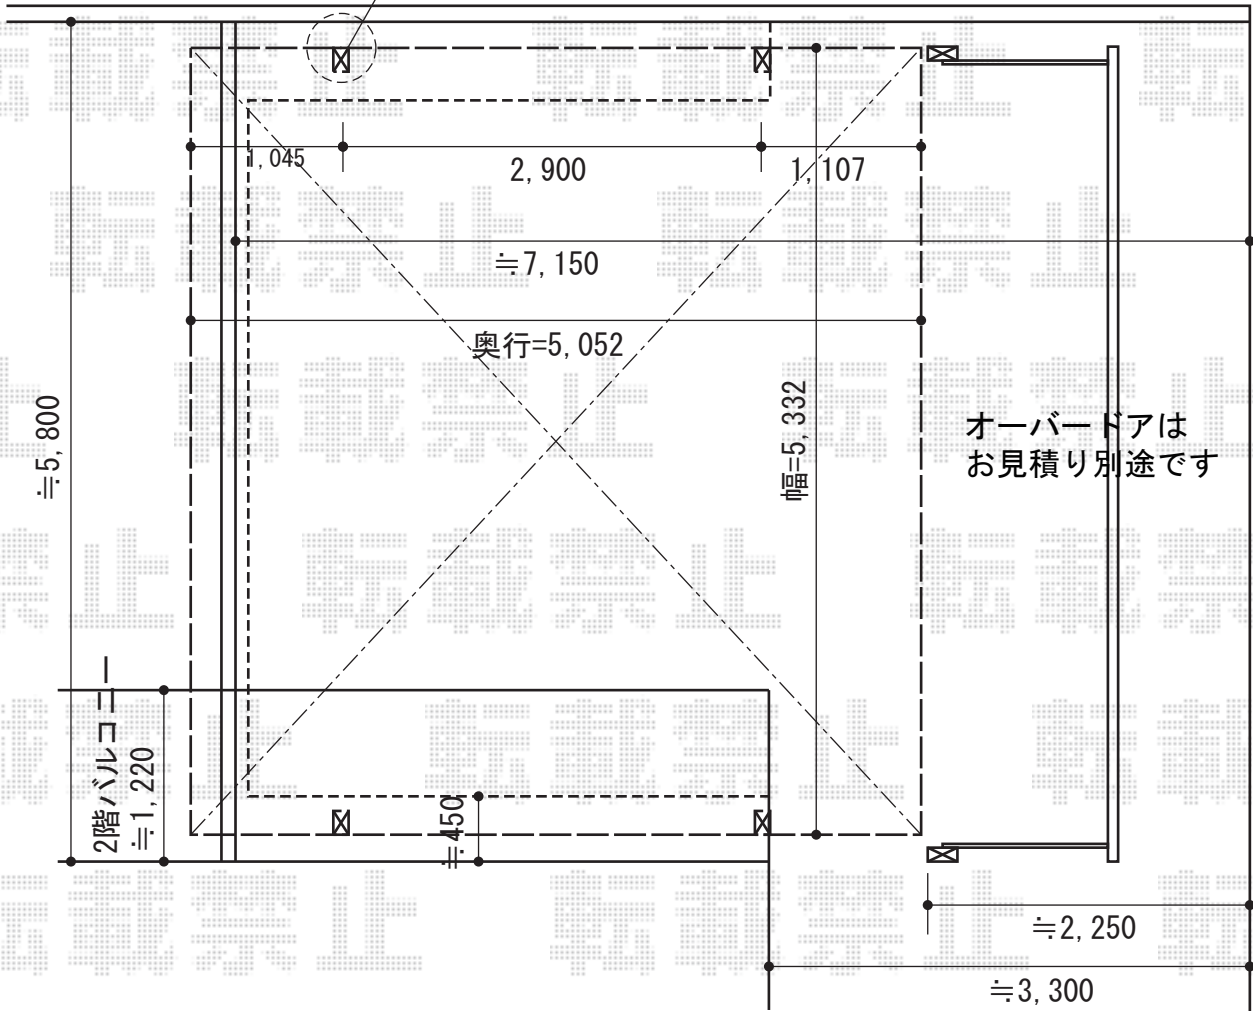 1,045
2,900
1,107
≒7,150
奥行=5,052
≒5,800
幅=5,332
オーバードアは
お見積り別途です
2階バルコニー
≒1,220
≒450
≒2,250
≒3,300
転載禁止